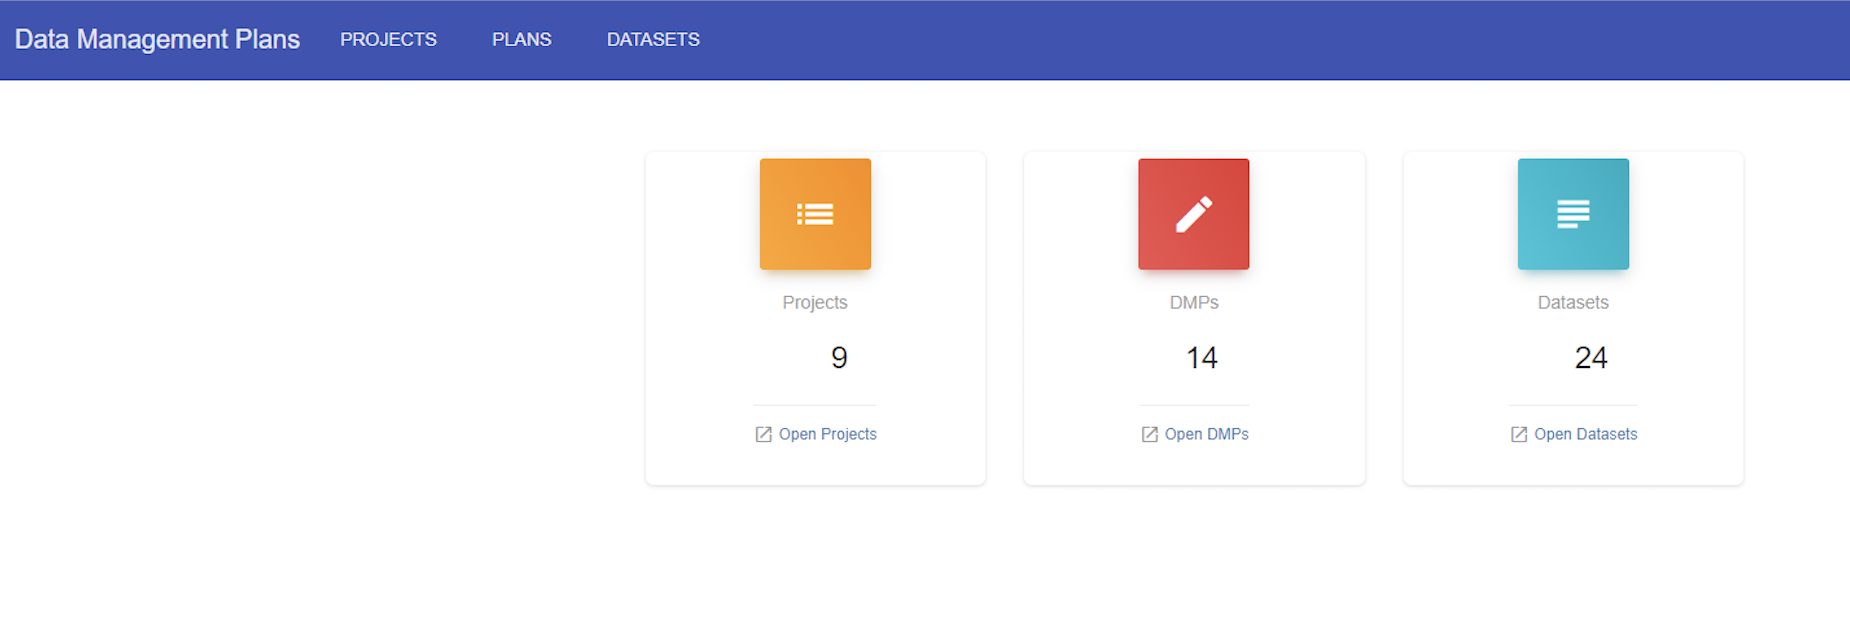 Data Management Plans PROJECTS PLANS DATASETS
Projects
9
Open Projects
DMPs
14
Open DMPs
Datasets
24
Open Datasets